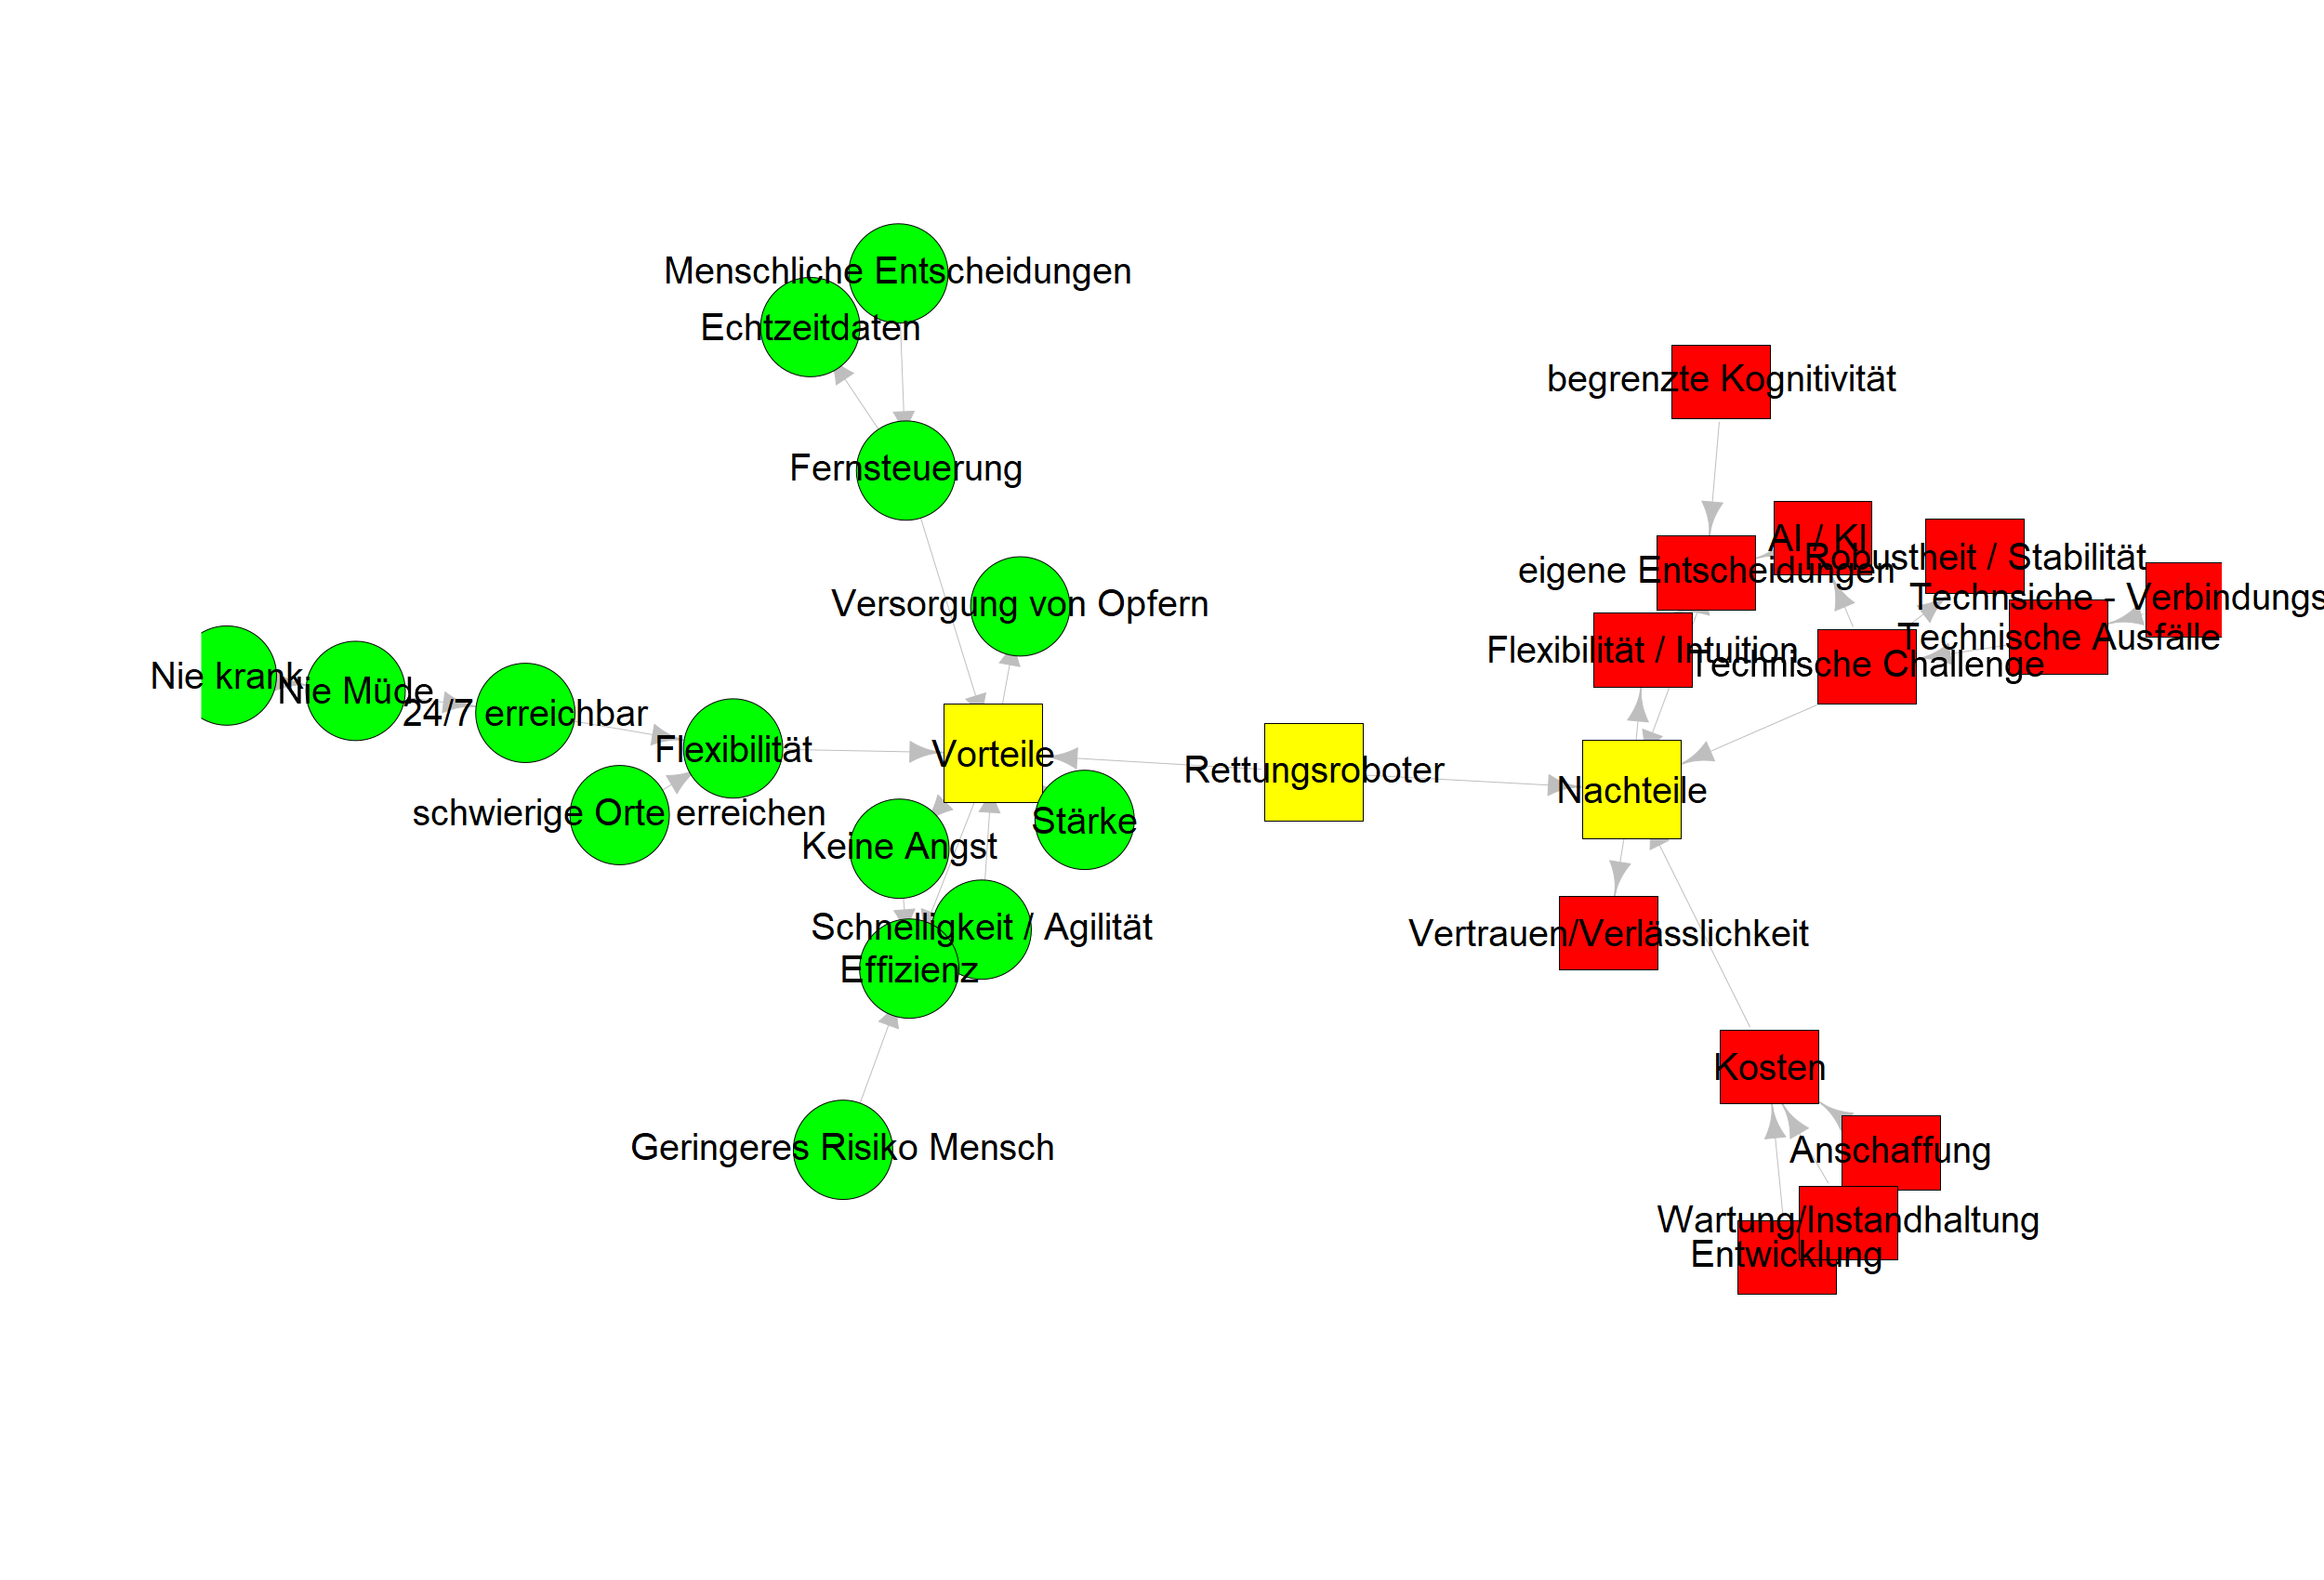 Menschliche Entscheidungen
Echtzeitdaten
Fernsteuerung
Versorgung von Opfern
Nie krank
Nie Müde
24/7 erreichbar
Flexibilität
schwierige Orte erreichen
Vorteile
Keine Angst
Stärke
Schnelligkeit / Agilität
Effizienz
Geringeres Risiko Mensch
Rettungsroboter
begrenzte Kognitivität
AI / KI
Robustheit / Stabilität
eigene Entscheidungen
Technsiche - Verbindungs
Technische Ausfälle
Flexibilität / Intuition
Technische Challenge
Nachteile
Vertrauen/Verlässlichkeit
Kosten
Anschaffung
Wartung/Instandhaltung
Entwicklung